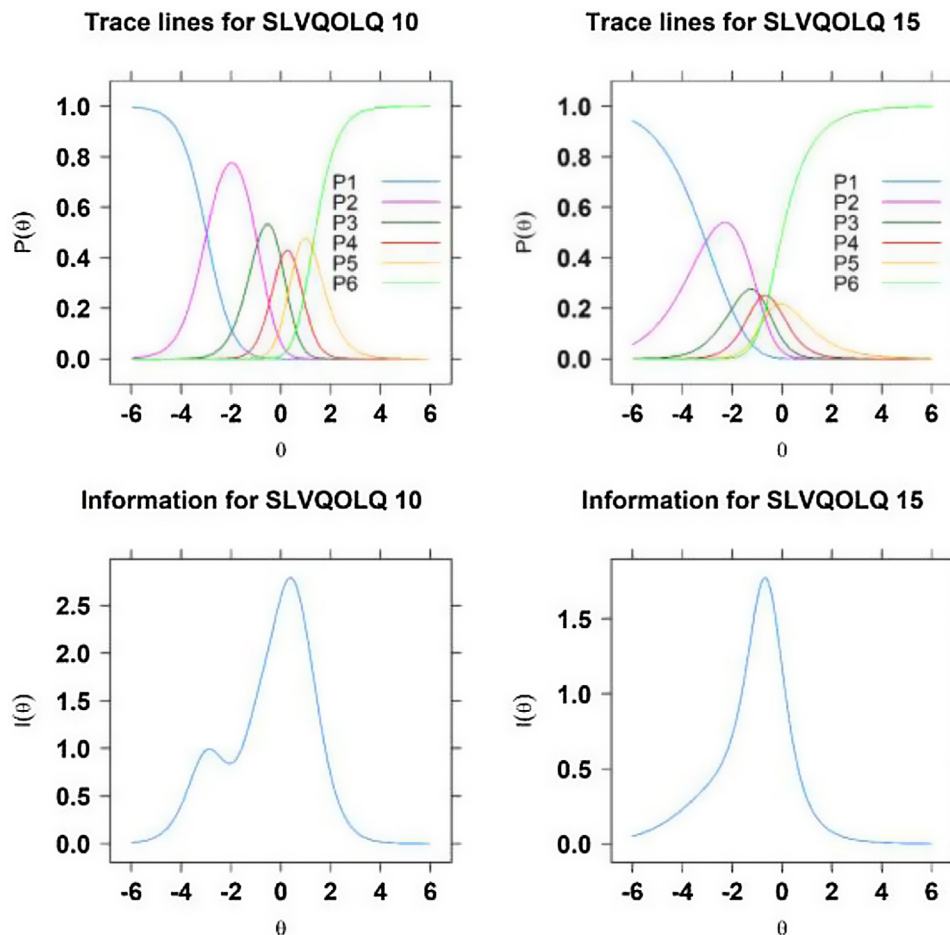 Trace lines for SLVQOLQ 10
P(θ)
1.0
0.8
0.6
0.4
0.2
0.0
P1
P2
P3
P4
P5
P6
-6 -4 -2 0 2 4 6
θ
Trace lines for SLVQOLQ 15
P(θ)
1.0
0.8
0.6
0.4
0.2
0.0
P1
P2
P3
P4
P5
P6
-6 -4 -2 0 2 4 6
θ
Information for SLVQOLQ 10
I(θ)
2.5
2.0
1.5
1.0
0.5
0.0
-6 -4 -2 0 2 4 6
θ
Information for SLVQOLQ 15
I(θ)
1.5
1.0
0.5
0.0
-6 -4 -2 0 2 4 6
θ